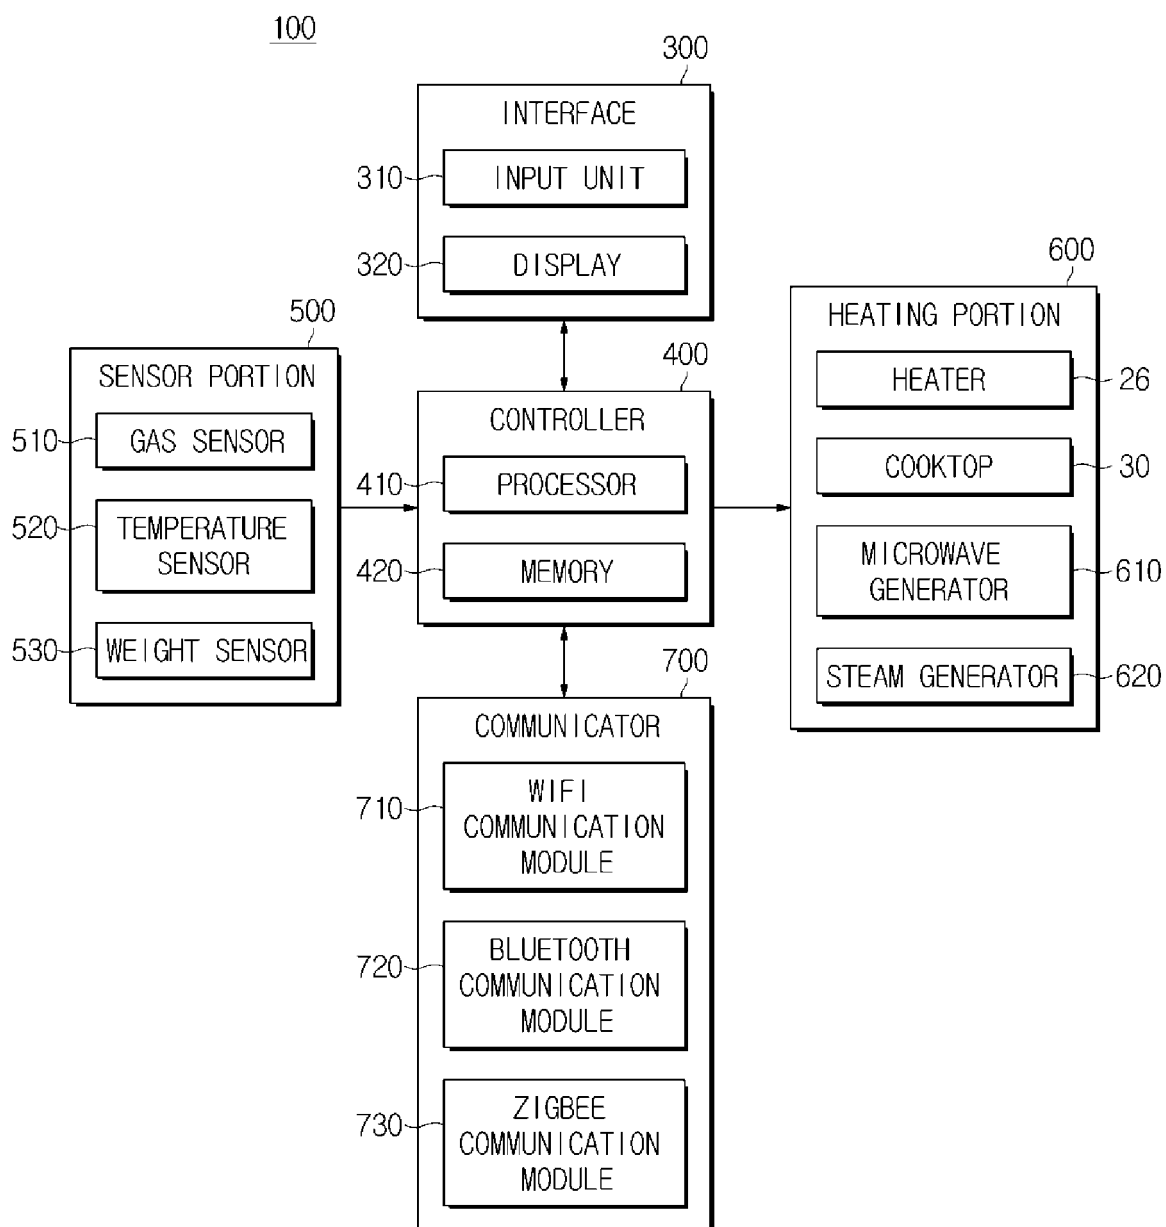 100
300
INTERFACE
310
INPUT UNIT
320
DISPLAY
500
SENSOR PORTION
510
GAS SENSOR
520
TEMPERATURE
SENSOR
530
WEIGHT SENSOR
400
CONTROLLER
410
PROCESSOR
420
MEMORY
600
HEATING PORTION
HEATER
26
COOKTOP
30
MICROWAVE
GENERATOR
610
STEAM GENERATOR
620
700
COMMUNICATOR
710
WIFI
COMMUNICATION
MODULE
720
BLUETOOTH
COMMUNICATION
MODULE
730
ZIGBEE
COMMUNICATION
MODULE